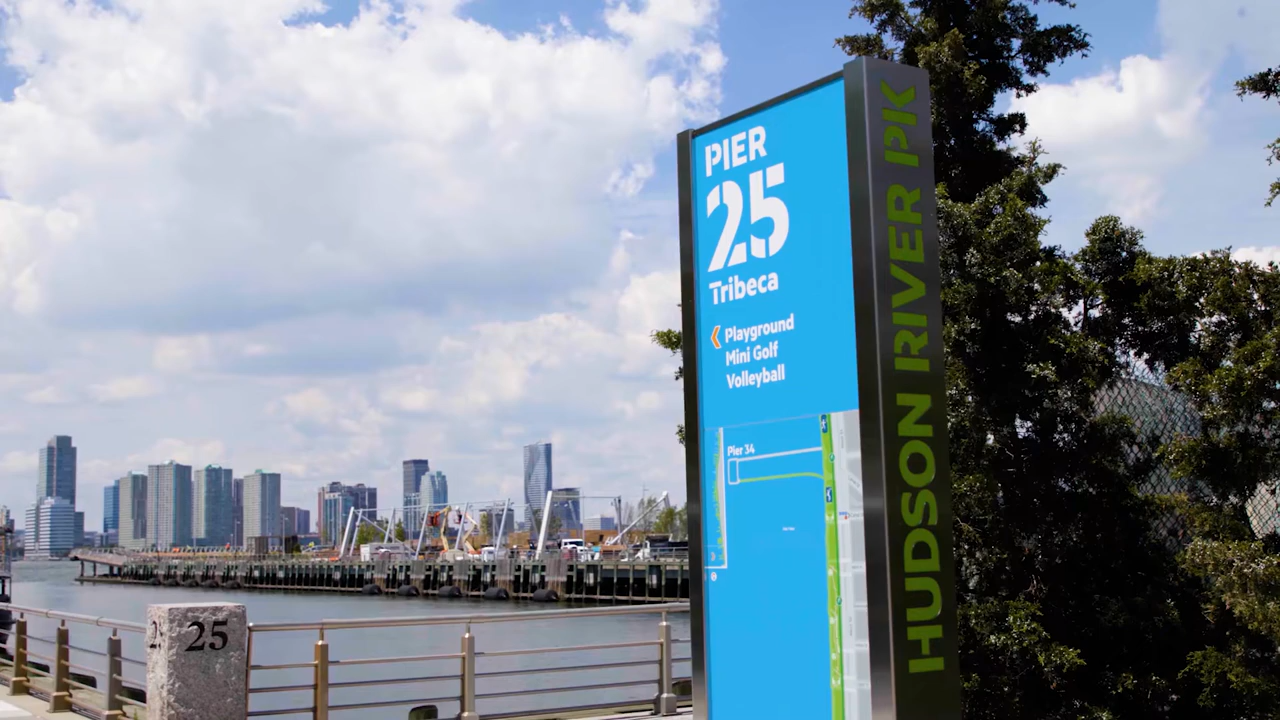 PIER
25
Tribeca
Playground
Mini Golf
Volleyball
Pier 34
HUDSON RIVER PK
25